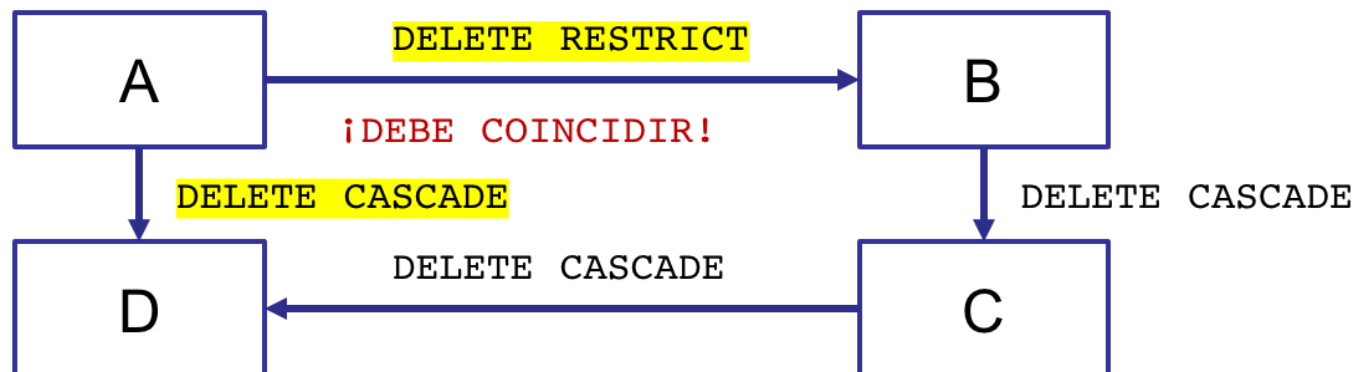 A
DELETE RESTRICT
B
¡DEBE COINCIDIR!
DELETE CASCADE
DELETE CASCADE
D
DELETE CASCADE
C